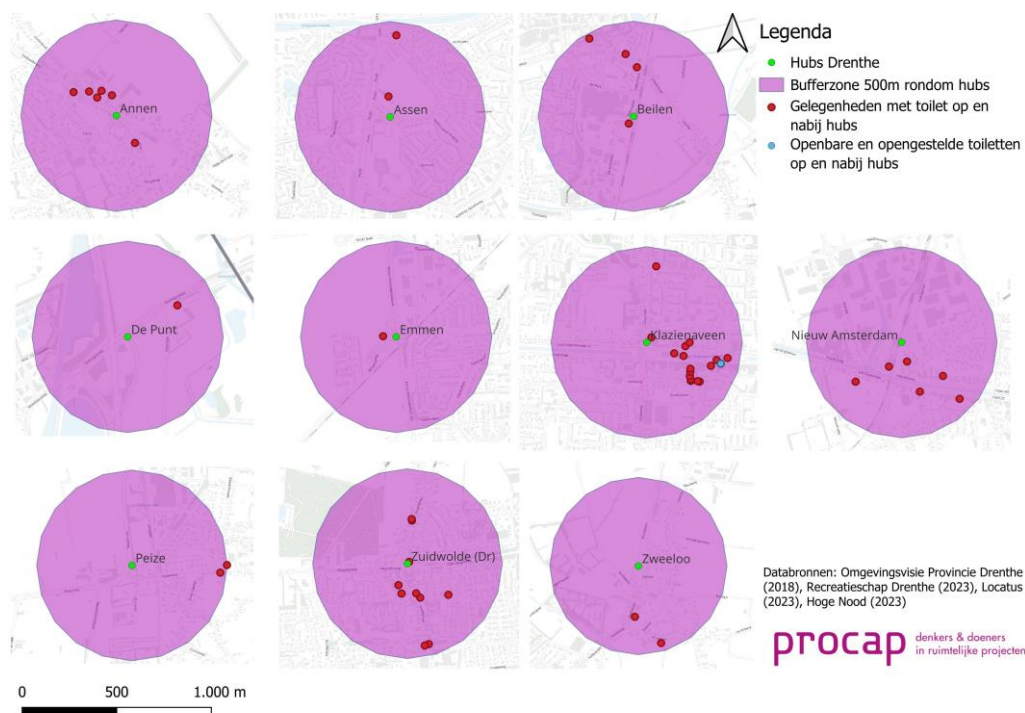 Annen
Assen
Beilen
Legenda
Hubs Drenthe
Bufferzone 500m rondom hubs
Gelegenheden met toilet op en
nabij hubs
Openbare en opengestelde toiletten
op en nabij hubs
De Punt
Emmen
Klazienaveen
Nieuw Amsterdam
Peize
Zuidwolde (Dr)
Zweeloo
Databronnen: Omgevingsvisie Provincie Drenthe
(2018), Recreatieschap Drenthe (2023), Locatus
(2023), Hoge Nood (2023)
procap
denkers & doeners
in ruimtelijke projecten
0 500 1.000 m